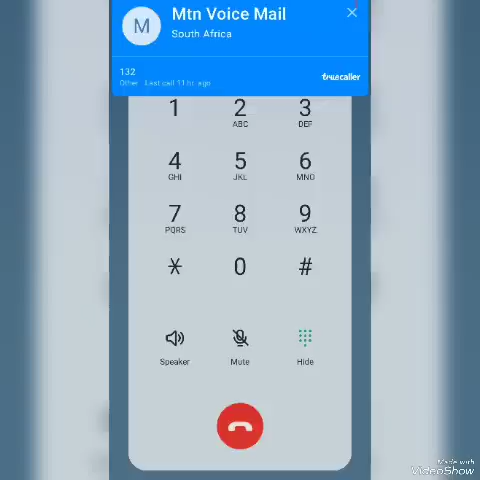 M
Mtn Voice Mail
South Africa
132
Other Last call 11 hr ago
truecaller
1 2 3
ABC DEF
4 5 6
GHI JKL MNO
7 8 9
PQRS TUV WXYZ
* 0 #
Speaker Mute Hide
Made with
VideoShow